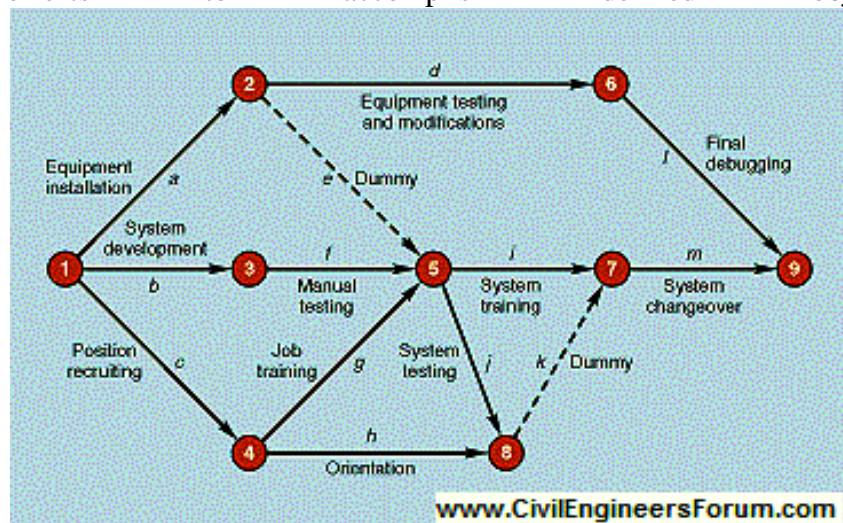 2
d
6
Equipment testing
and modifications
Final
debugging
l
Equipment
installation
a
e
Dummy
System
development
1
b
3
f
Manual
testing
5
i
System
training
7
m
System
changeover
9
Position
recruiting
c
Job
training
g
System
testing
j
k
Dummy
4
h
Orientation
8
www.CivilEngineersForum.com